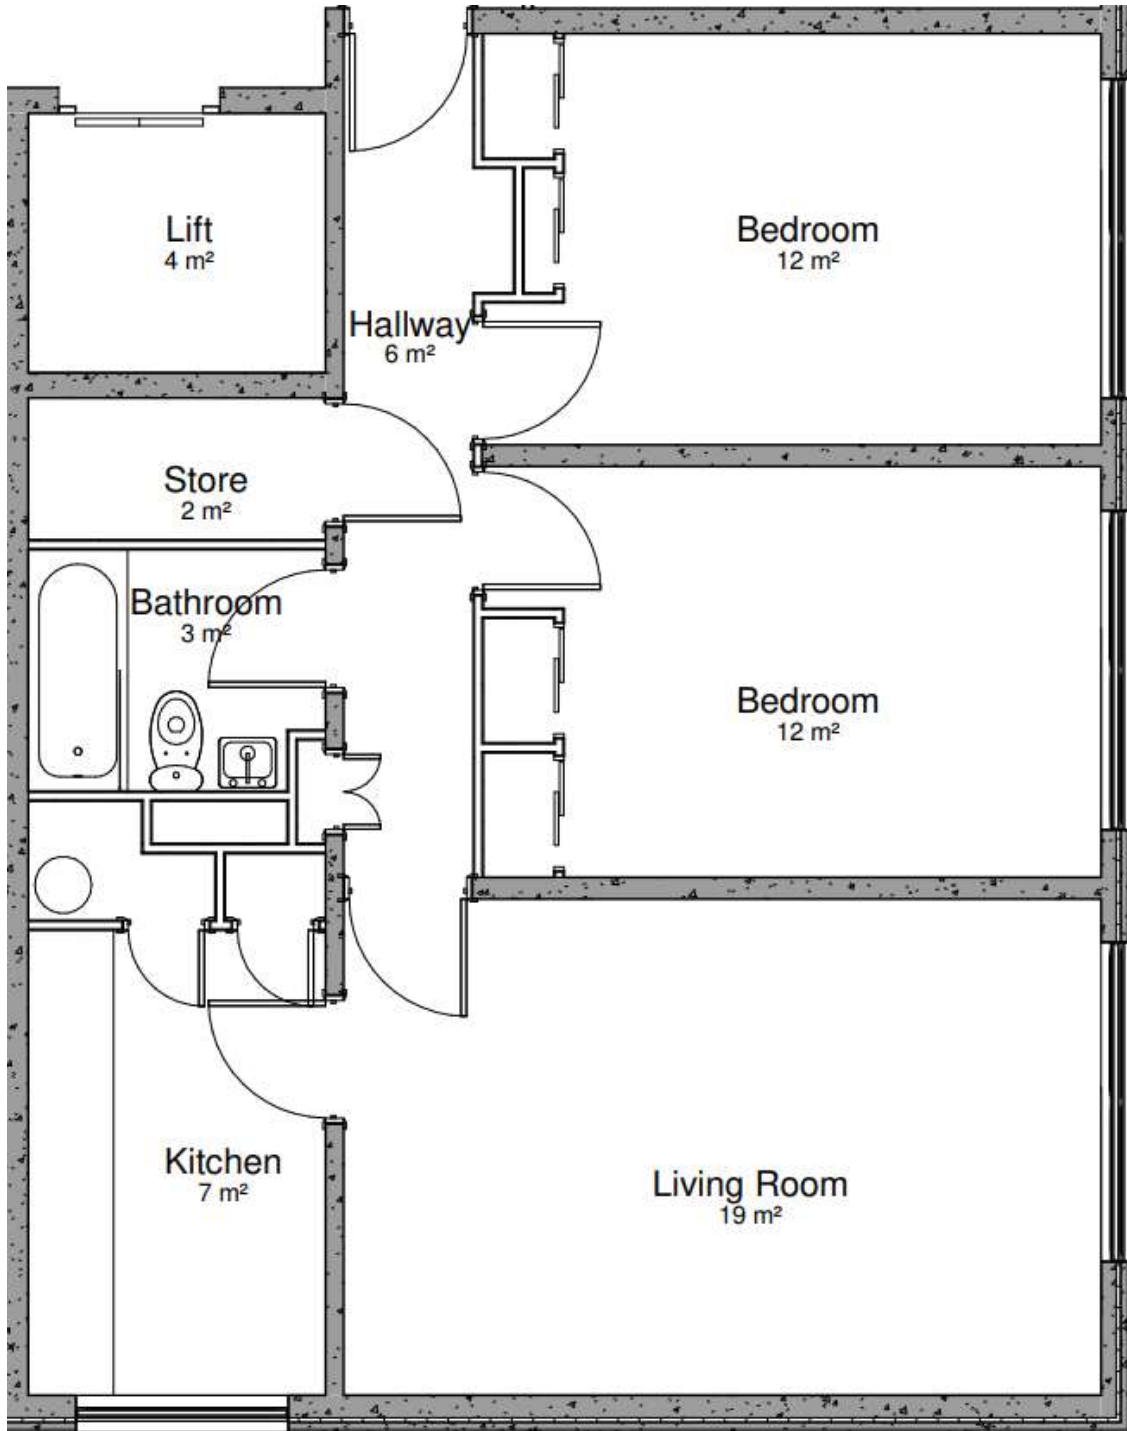 Lift
4 m²
Bedroom
12 m²
Hallway
6 m²
Store
2 m²
Bathroom
3 m²
Bedroom
12 m²
Kitchen
7 m²
Living Room
19 m²